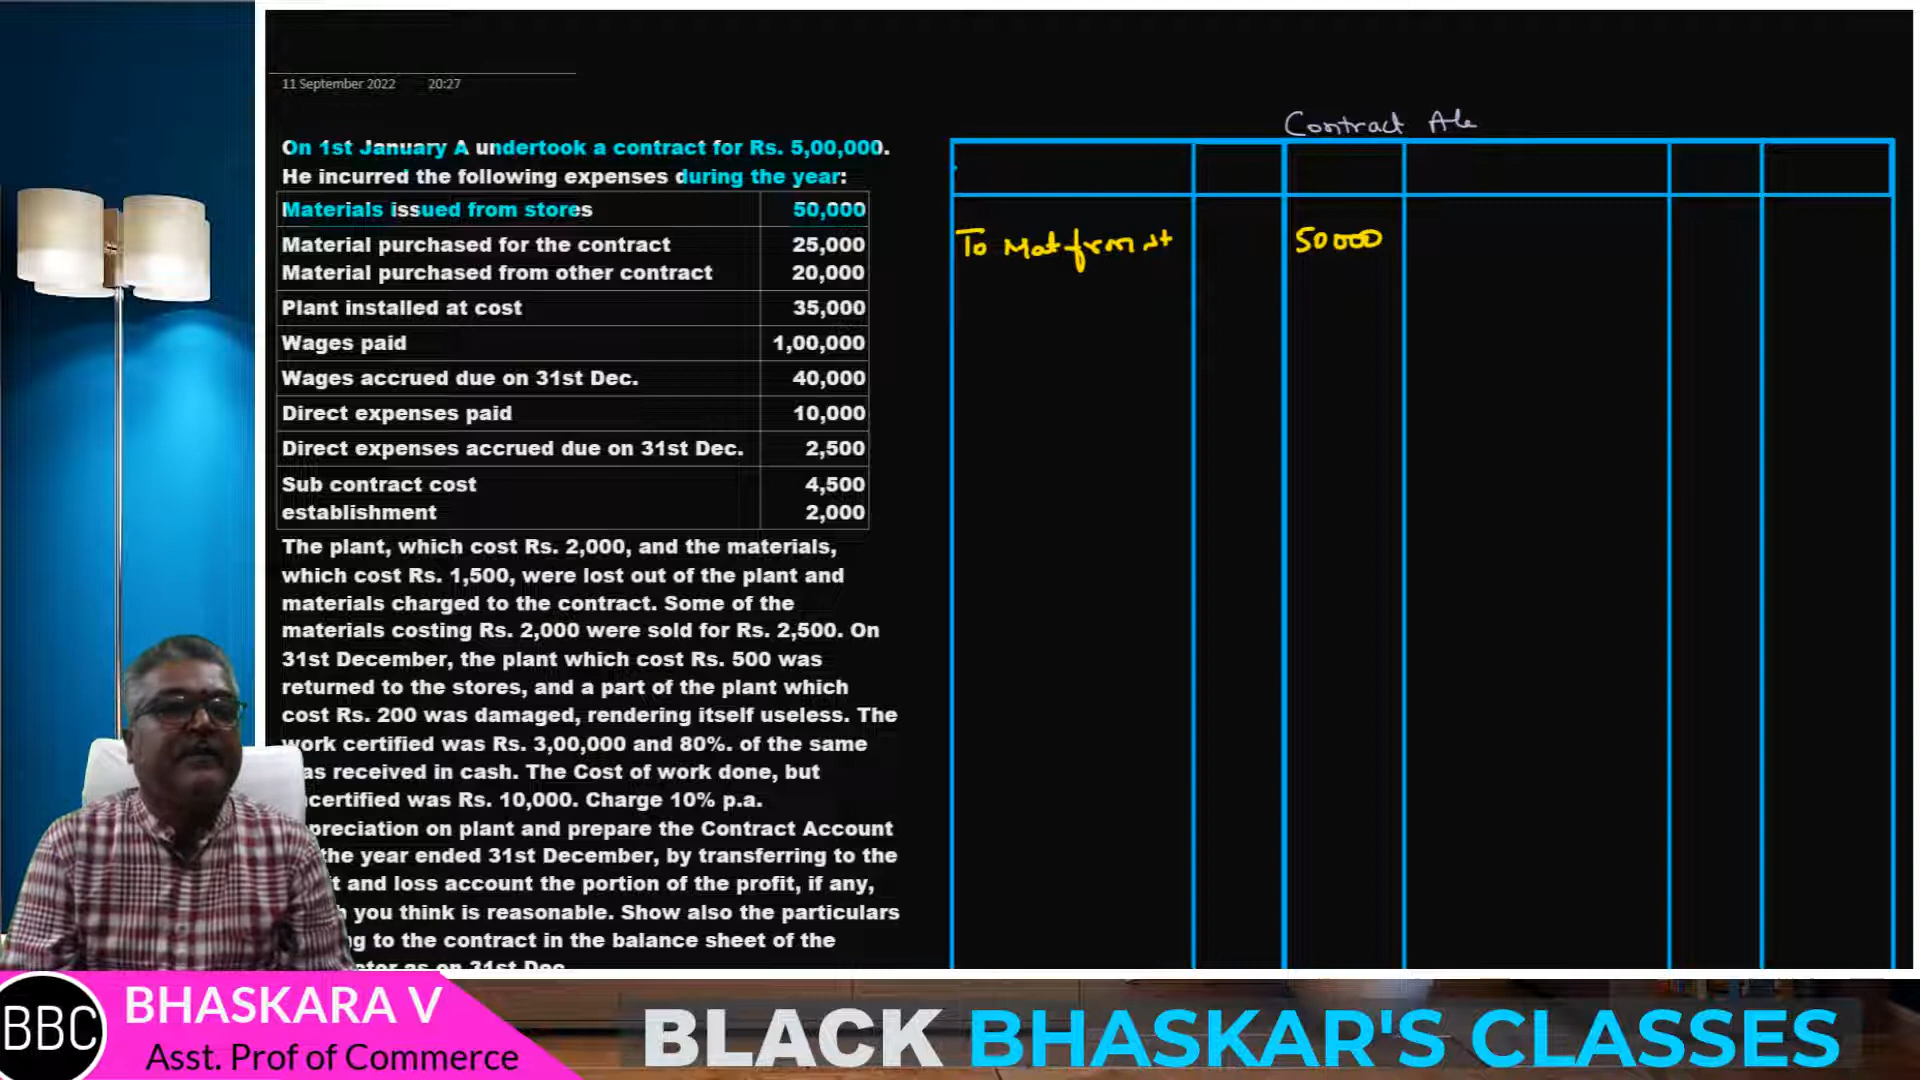 11 September 2022 20:27
Contract A/c
On 1st January A undertook a contract for Rs. 5,00,000.
He incurred the following expenses during the year:
Materials issued from stores 50,000
Material purchased for the contract 25,000
Material purchased from other contract 20,000
Plant installed at cost 35,000
Wages paid 1,00,000
Wages accrued due on 31st Dec. 40,000
Direct expenses paid 10,000
Direct expenses accrued due on 31st Dec. 2,500
Sub contract cost 4,500
establishment 2,000
The plant, which cost Rs. 2,000, and the materials,
which cost Rs. 1,500, were lost out of the plant and
materials charged to the contract. Some of the
materials costing Rs. 2,000 were sold for Rs. 2,500. On
31st December, the plant which cost Rs. 500 was
returned to the stores, and a part of the plant which
cost Rs. 200 was damaged, rendering itself useless. The
work certified was Rs. 3,00,000 and 80%. of the same
as received in cash. The Cost of work done, but
certified was Rs. 10,000. Charge 10% p.a.
preciation on plant and prepare the Contract Account
the year ended 31st December, by transferring to the
t and loss account the portion of the profit, if any,
you think is reasonable. Show also the particulars
ng to the contract in the balance sheet of the
as on 31st Dec
To Mat from st 50000
BBC
BHASKARA V
Asst. Prof of Commerce
BLACK BHASKAR'S CLASSES